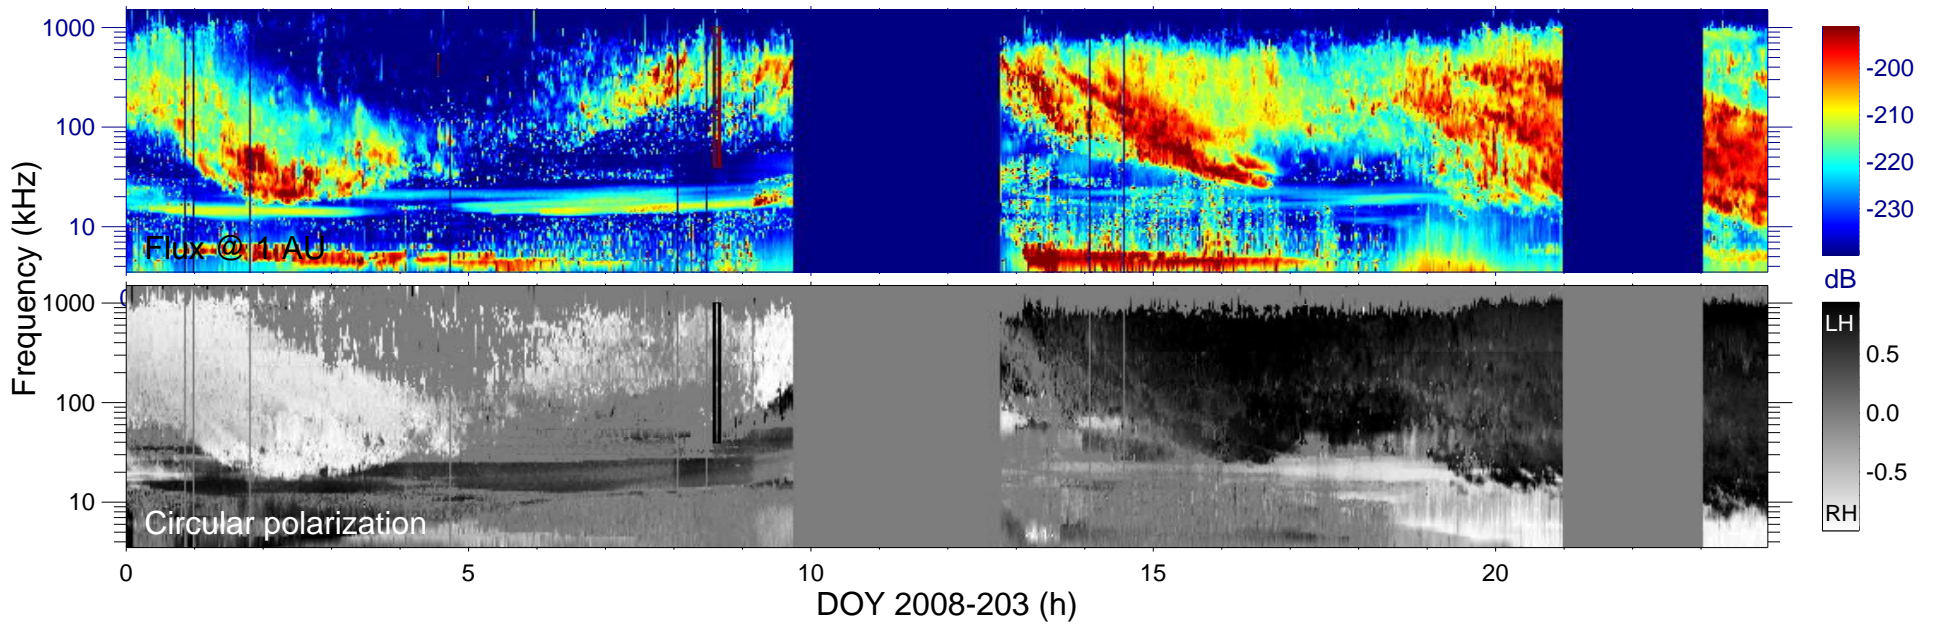 1000
100
10
Flux @ 1 AU
-200
-210
-220
-230
dB
Frequency (kHz)
1000
100
10
Circular polarization
LH
0.5
0.0
-0.5
RH
0 5 10 15 20
DOY 2008-203 (h)